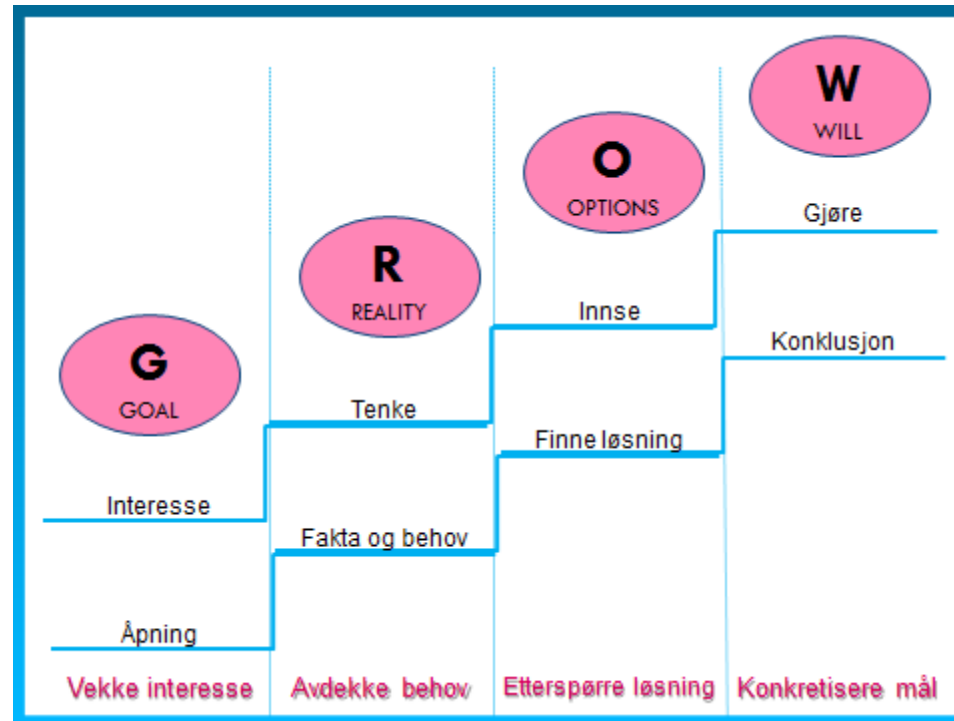 W
WILL
O
OPTIONS
Gjøre
R
REALITY
Innse
G
GOAL
Konklusjon
Tenke
Finne løsning
Interesse
Fakta og behov
Åpning
Vekke interesse
Avdekke behov
Etterspørre løsning
Konkretisere mål